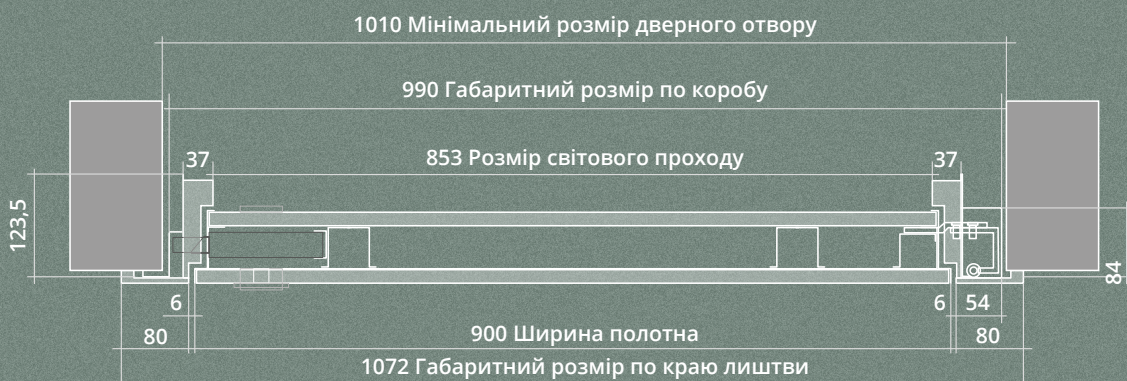 1010 Мінімальний розмір дверного отвору
990 Габаритний розмір по коробу
37
853 Розмір світового проходу
37
123,5
84
6
6
54
80
900 Ширина полотна
80
1072 Габаритний розмір по краю лиштви